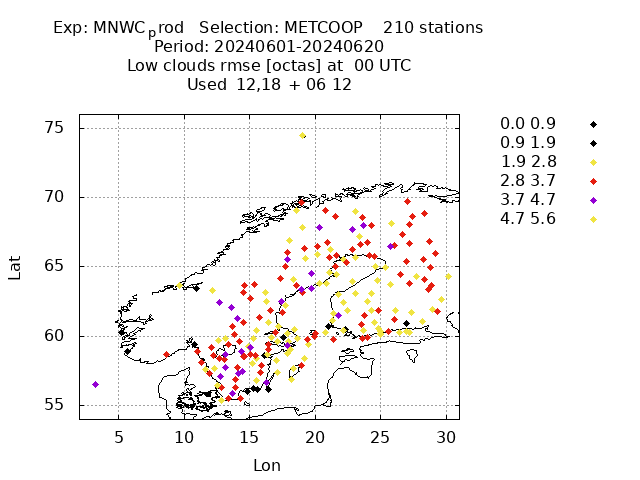 Exp: MNWCprod Selection: METCOOP 210 stations
Period: 20240601-20240620
Low clouds rmse [octas] at 00 UTC
Used 12,18 + 06 12
0.0 0.9
0.9 1.9
1.9 2.8
2.8 3.7
3.7 4.7
4.7 5.6
75
70
65
60
55
Lat
5 10 15 20 25 30
Lon